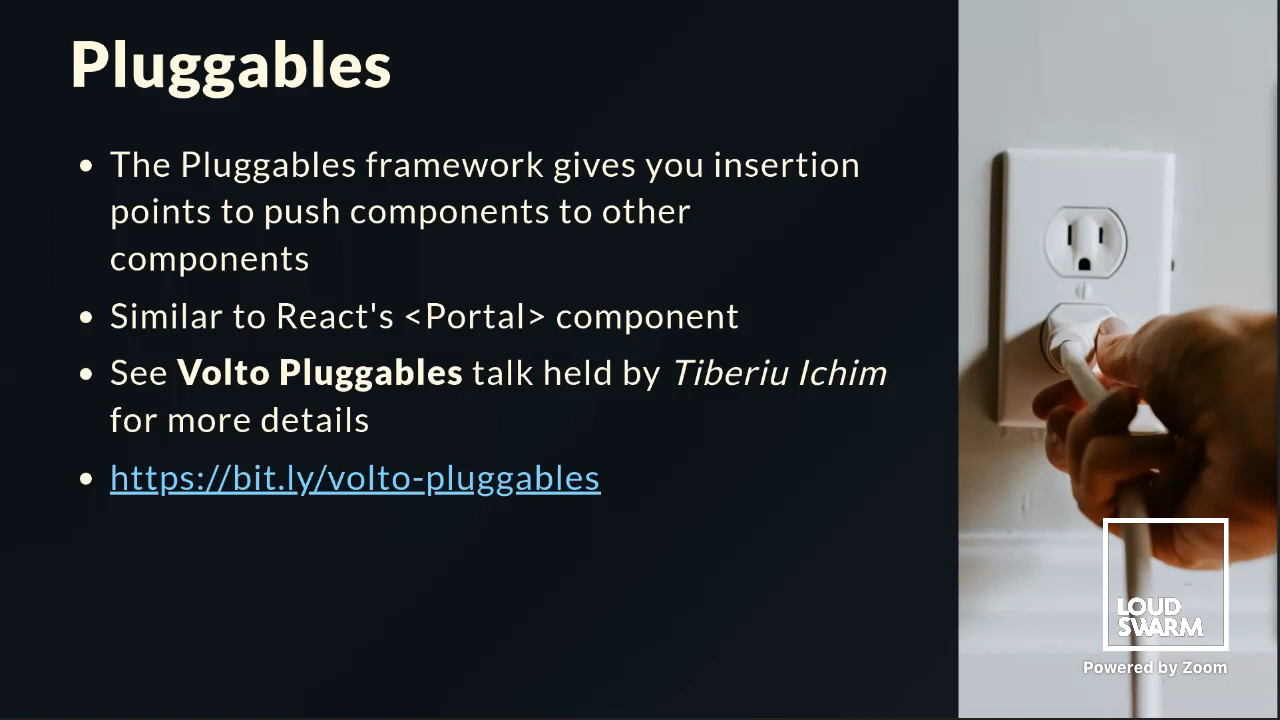 Pluggables
• The Pluggables framework gives you insertion
points to push components to other
components
• Similar to React's <Portal> component
• See Volto Pluggables talk held by Tiberiu Ichim
for more details
• https://bit.ly/volto-pluggables
LOUD
SWARM
Powered by Zoom